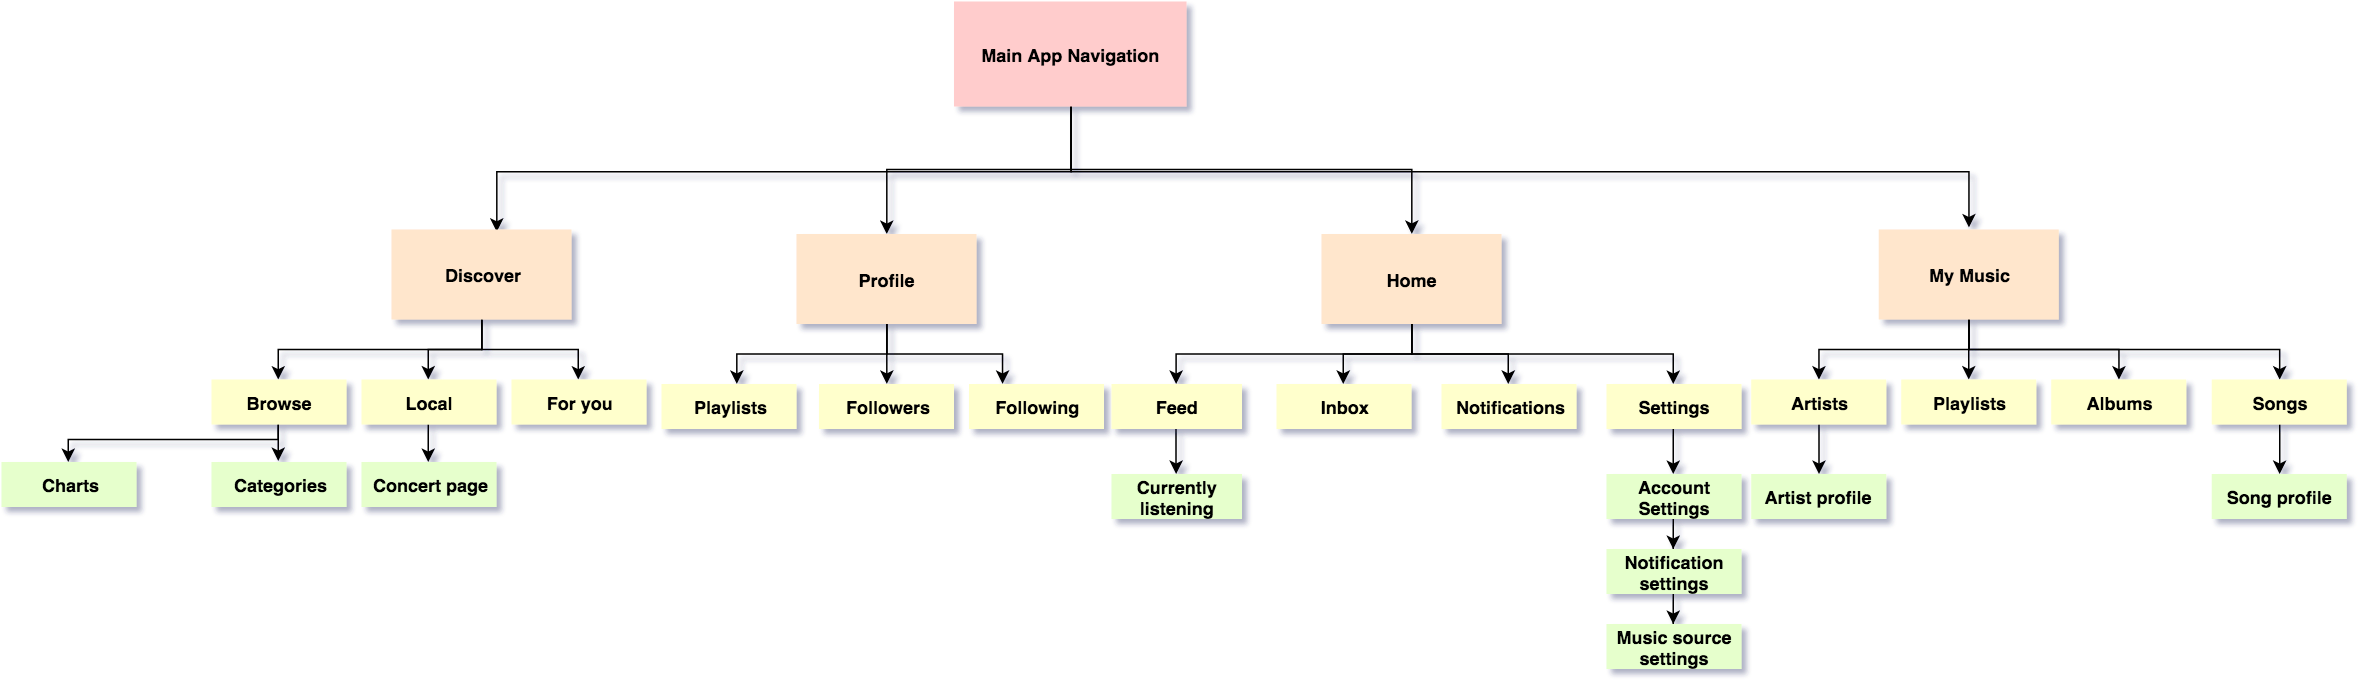 Main App Navigation
Discover
Profile
Home
My Music
Browse
Local
For you
Playlists
Followers
Following
Feed
Inbox
Notifications
Settings
Artists
Playlists
Albums
Songs
Charts
Categories
Concert page
Currently
listening
Account
Settings
Artist profile
Song profile
Notification
settings
Music source
settings